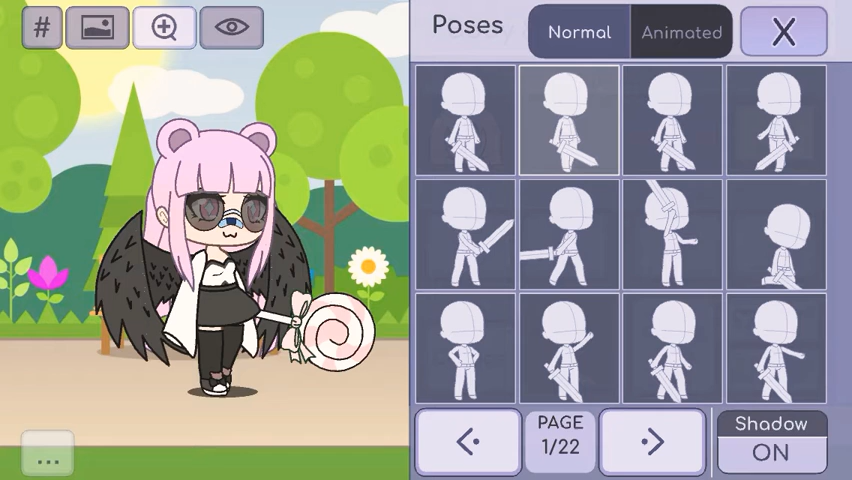 #
Poses
Normal
Animated
X
PAGE
1/22
Shadow
ON
...